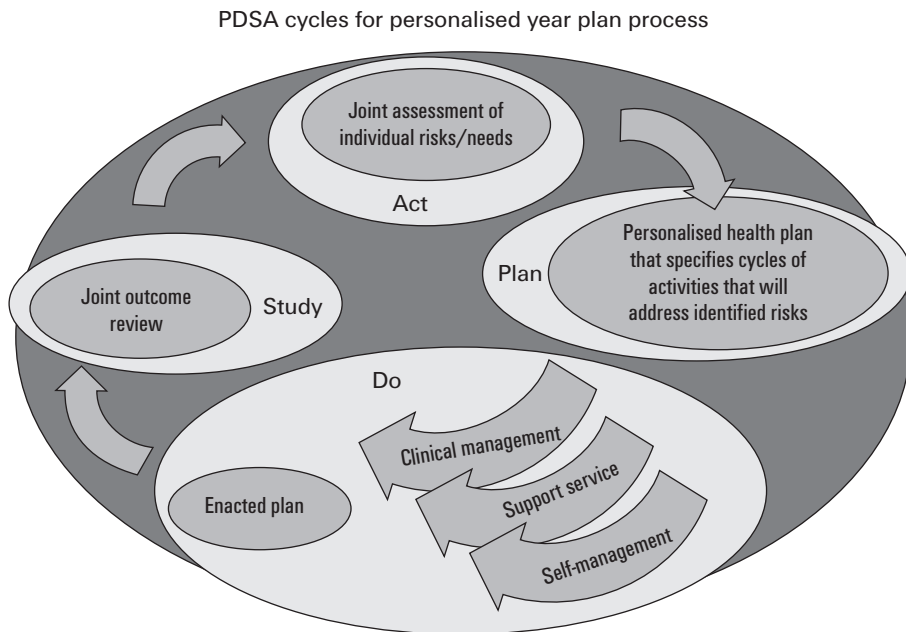 PDSA cycles for personalised year plan process
Joint assessment of
individual risks/needs
Act
Personalised health plan
that specifies cycles of
activities that will
address identified risks
Plan
Joint outcome
review
Study
Do
Clinical management
Support service
Self-management
Enacted plan